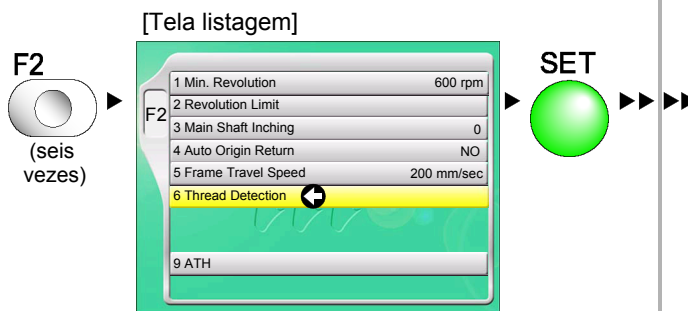 [Tela listagem]
F2
(seis
vezes)
F2
1 Min. Revolution 600 rpm
2 Revolution Limit
3 Main Shaft Inching 0
4 Auto Origin Return NO
5 Frame Travel Speed 200 mm/sec
6 Thread Detection
9 ATH
SET